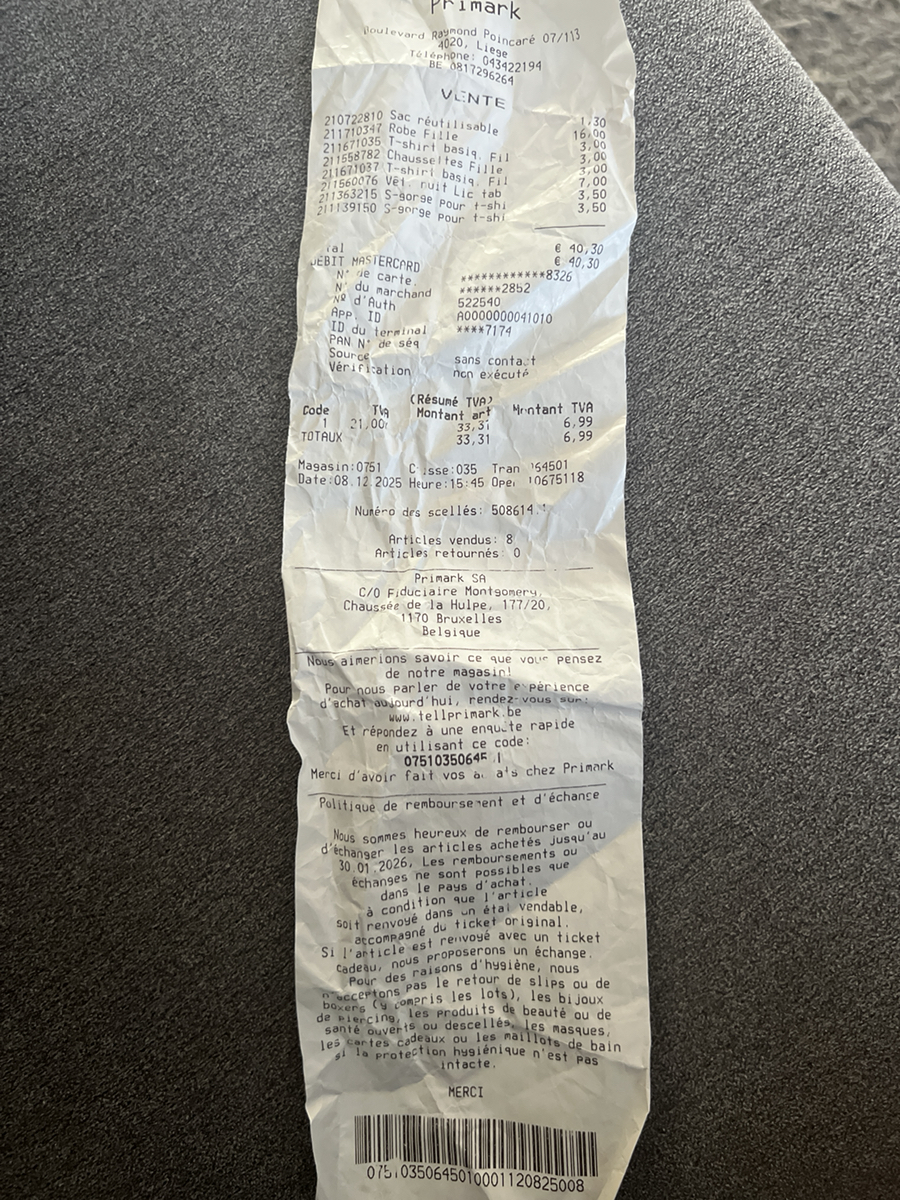 Primark
Boulevard Raymond Poincaré 07/113
4020, Liege
Téléphone: 043422194
BE 0817296264
VENTE
210722810 Sac réutilisable 1,30
211710347 Robe Fille 16,00
211671035 T-shirt basiq. Fil 3,00
211558782 Chaussettes Fille 3,00
211671037 T-shirt basiq. Fil 3,00
211560076 Vêt. nuit Lic tab 7,00
211363215 S-gorge pour t-shi 3,50
211139150 S-gorge pour t-shi 3,50
€ 40,30
DEBIT MASTERCARD € 40,30
N° de carte. ************8326
N° du marchand ******2852
Nº d'Auth 522540
App. ID A0000000041010
ID du terminal ****7174
PAN N° de séq
Source sans contact
Vérification non exécuté
(Résumé TVA)
Code TVA Montant art Montant TVA
1 21,00% 33,31 6,99
TOTAUX 33,31 6,99
Magasin:0751 Caisse:035 Tran 64501
Date:08.12.2025 Heure:15:45 Oper 10675118
Numéro des scellés: 508614
Articles vendus: 8
Articles retournés: 0
Primark SA
C/O Fiduciaire Montgomery,
Chaussée de la Hulpe, 177/20,
1170 Bruxelles
Belgique
Nous aimerions savoir ce que vous pensez
de notre magasin!
Pour nous parler de votre expérience
d'achat aujourd'hui, rendez-vous sur:
www.tellprimark.be
Et répondez à une enquête rapide
en utilisant ce code:
0751035064
Merci d'avoir fait vos achats chez Primark
Politique de remboursement et d'échange
Nous sommes heureux de rembourser ou
d'échanger les articles achetés jusqu'au
30.01.2026, Les remboursements ou
échanges ne sont possibles que
dans le pays d'achat.
à condition que l'article
soit renvoyé dans un état vendable,
accompagné du ticket original.
Si l'article est renvoyé avec un ticket
cadeau, nous proposerons un échange.
Pour des raisons d'hygiène, nous
n'acceptons pas le retour de slips ou de
boxers (y compris les lots), les bijoux
de piercing, les produits de beauté ou de
santé ouverts ou descellés, les masques,
les cartes cadeaux ou les maillots de bain
si la protection hygiénique n'est pas
intacte.
MERCI
07510350645010001120825008